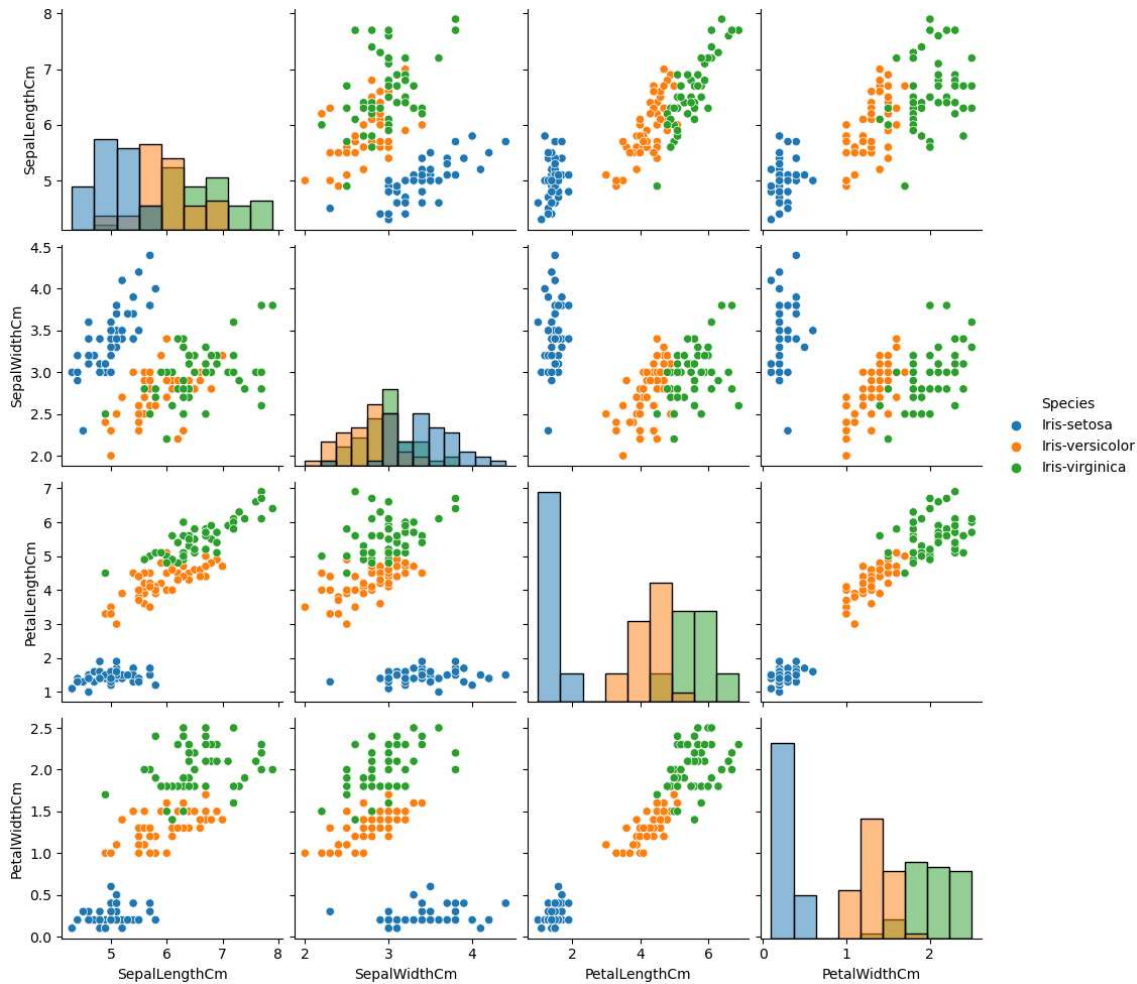 8
7
6
5
SepalLengthCm
4.5
4.0
3.5
3.0
2.5
2.0
SepalWidthCm
Species
Iris-setosa
Iris-versicolor
Iris-virginica
7
6
5
4
3
2
1
PetalLengthCm
2.5
2.0
1.5
1.0
0.5
0.0
PetalWidthCm
5 6 7 8
2 3 4
2 4 6
0 1 2
SepalLengthCm SepalWidthCm PetalLengthCm PetalWidthCm